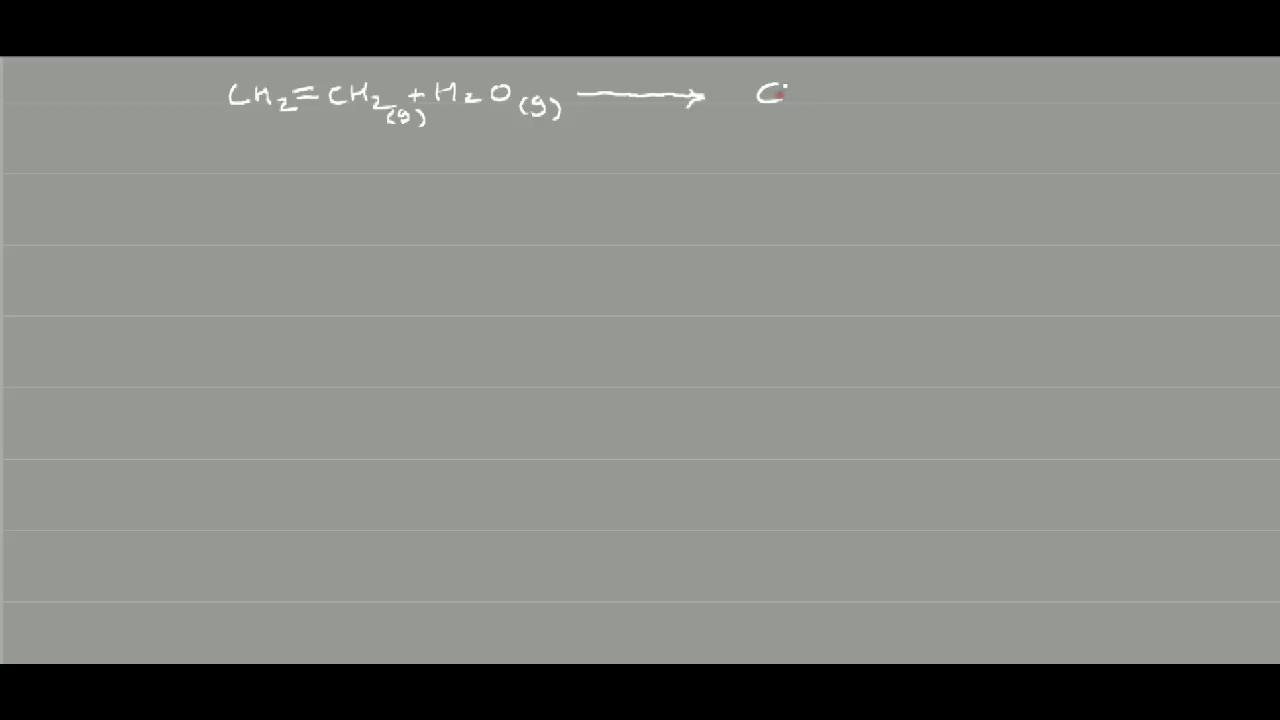 CH₂=CH₂(g) + H₂O(g) ⟶ C